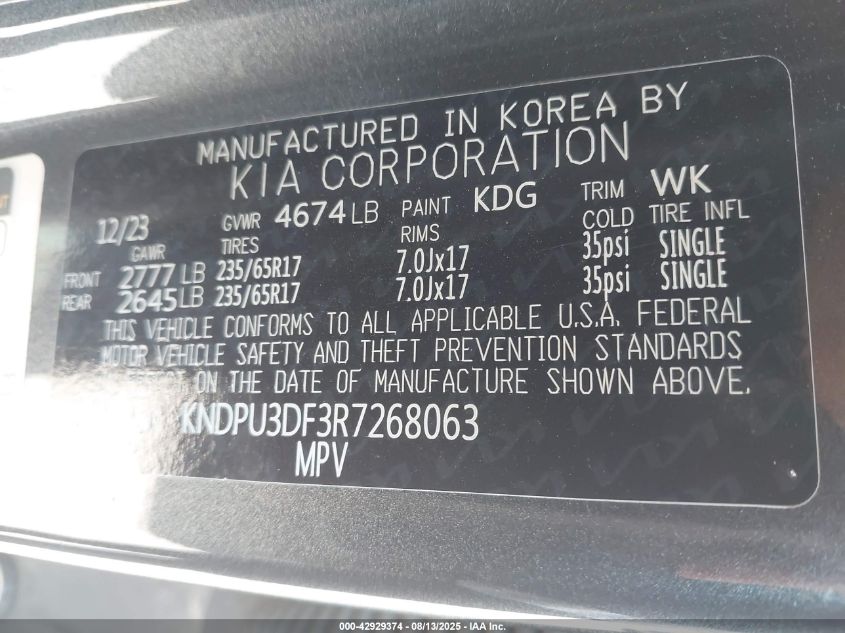 MANUFACTURED IN KOREA BY
KIA CORPORATION
12/23 GVWR 4674 LB PAINT KDG TRIM WK
GAWR TIRES RIMS COLD TIRE INFL
FRONT 2777 LB 235/65R17 7.0Jx17 35psi SINGLE
REAR 2645 LB 235/65R17 7.0Jx17 35psi SINGLE
THIS VEHICLE CONFORMS TO ALL APPLICABLE U.S.A. FEDERAL
MOTOR VEHICLE SAFETY AND THEFT PREVENTION STANDARDS
IN EFFECT ON THE DATE OF MANUFACTURE SHOWN ABOVE.
KNDPU3DF3R7268063
MPV
000-42929374 - 08/13/2025 - IAA Inc.